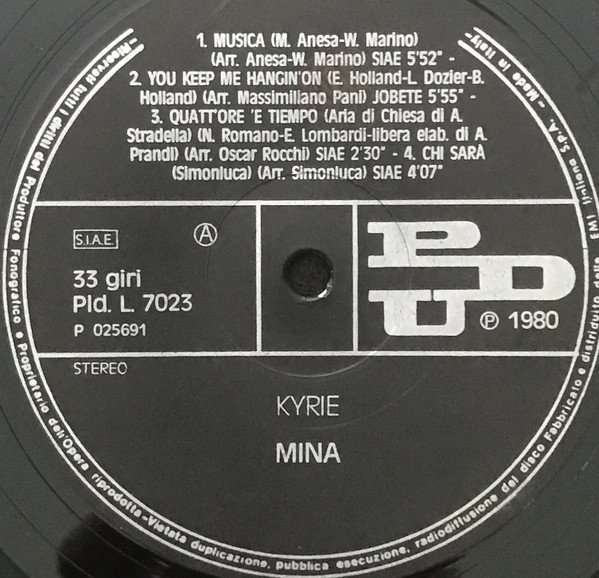 1. MUSICA (M. Anesa-W. Marino)
(Arr. Anesa-W. Marino) SIAE 5'52" -
2. YOU KEEP ME HANGIN'ON (E. Holland-L. Dozier-B.
Holland) (Arr. Massimiliano Pani) JOBETE 5'55" -
3. QUATT'ORE 'E TIEMPO (Aria di Chiesa di A.
Stradella) (N. Romano-E. Lombardi-libera elab. di A.
Prandi) (Arr. Oscar Rocchi) SIAE 2'30" - 4. CHI SARÀ
(Simonluca) (Arr. Simonluca) SIAE 4'07"
S.I.A.E.
A
33 giri
Pld. L. 7023
P 025691
PDU
℗ 1980
STEREO
KYRIE
MINA
-Riservati tutti i diritti del Produttore Fonografico e Proprietario dell'Opera riprodotta-Vietata duplicazione, pubblica esecuzione, radiodiffusione del disco Fabbricato e distribuito dalla EMI Italiana S.p.A. - Made in Italy-